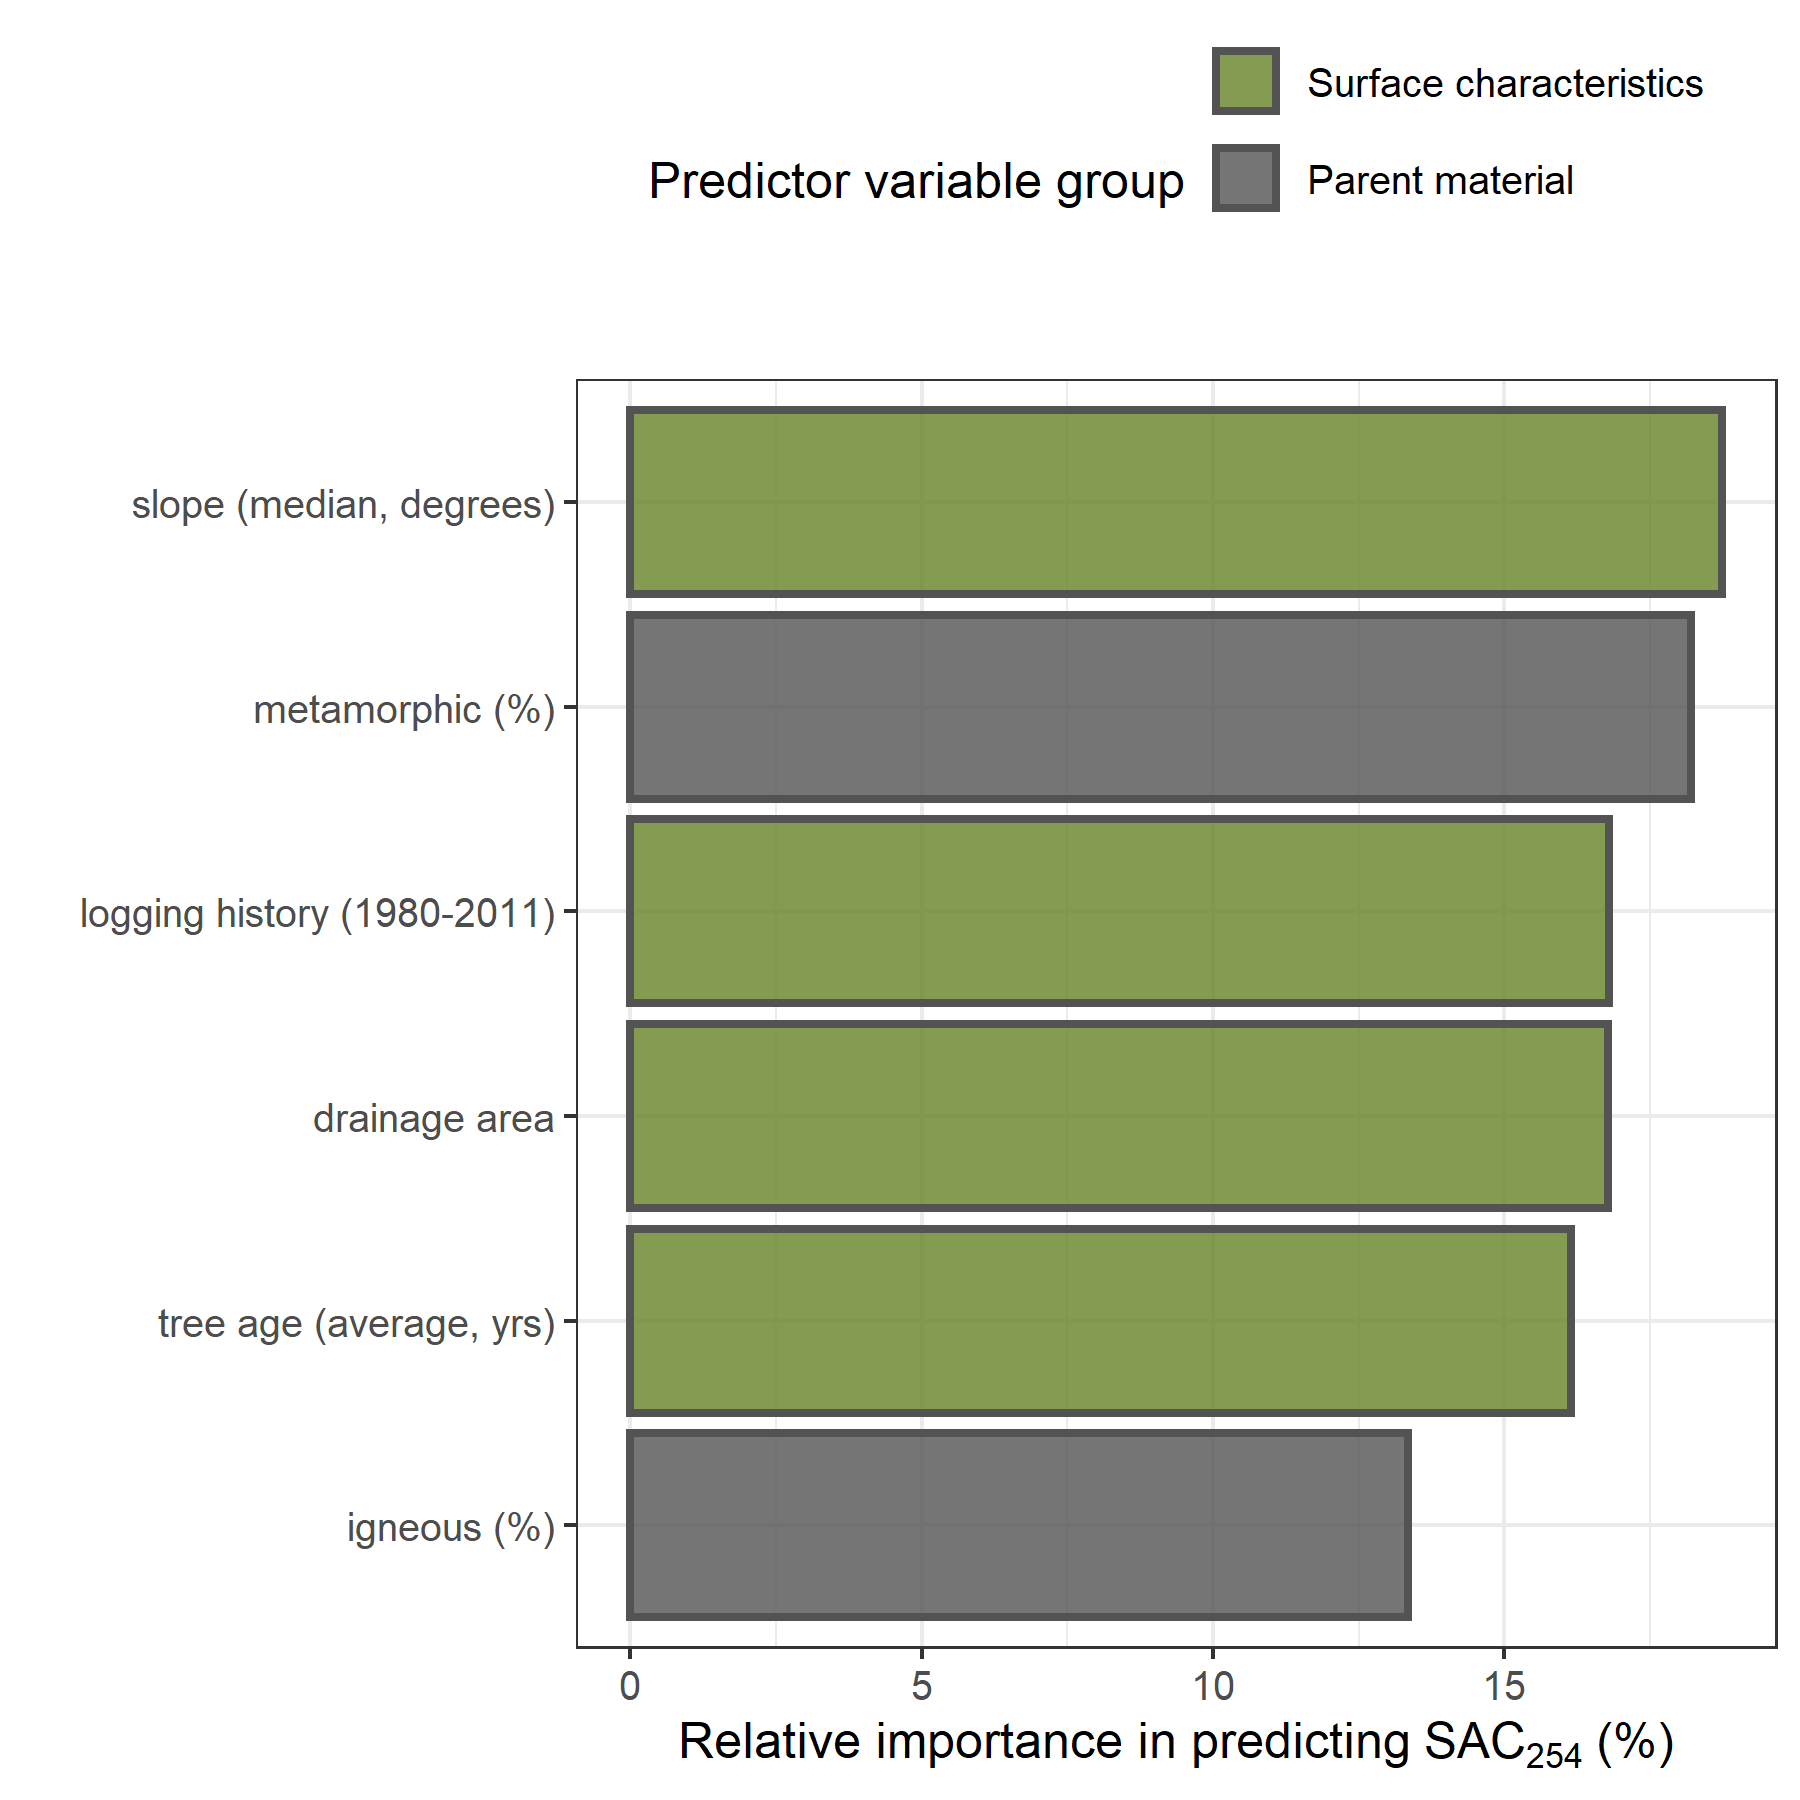 Surface characteristics
Predictor variable group
Parent material
slope (median, degrees)
metamorphic (%)
logging history (1980-2011)
drainage area
tree age (average, yrs)
igneous (%)
0 5 10 15
Relative importance in predicting SAC₂₅₄ (%)